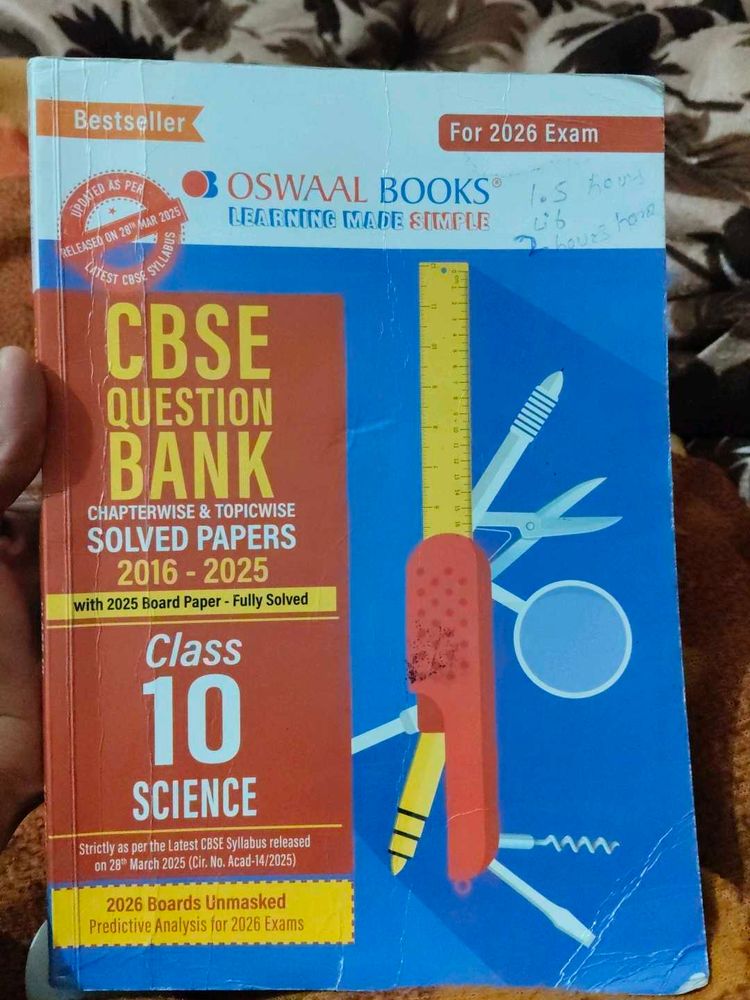 Bestseller
For 2026 Exam
UPDATED AS PER
RELEASED ON 28th MAR 2025
LATEST CBSE SYLLABUS
OSWAAL BOOKS®
LEARNING MADE SIMPLE
1.5 hours
Lib
2 hours home
CBSE
QUESTION
BANK
CHAPTERWISE & TOPICWISE
SOLVED PAPERS
2016 - 2025
with 2025 Board Paper - Fully Solved
Class
10
SCIENCE
Strictly as per the Latest CBSE Syllabus released
on 28th March 2025 (Cir. No. Acad-14/2025)
2026 Boards Unmasked
Predictive Analysis for 2026 Exams